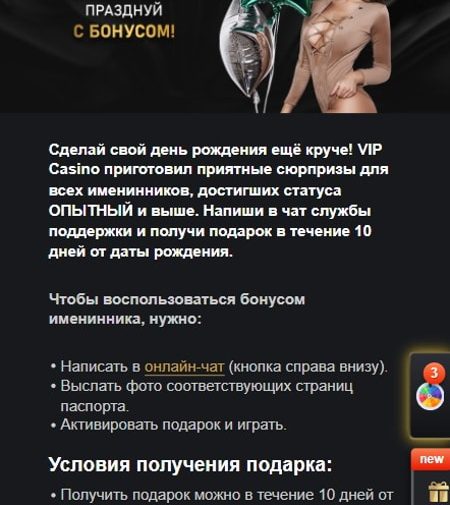 ПРАЗДНУЙ
С БОНУСОМ!
Сделай свой день рождения ещё круче! VIP
Casino приготовил приятные сюрпризы для
всех именинников, достигших статуса
ОПЫТНЫЙ и выше. Напиши в чат службы
поддержки и получи подарок в течение 10
дней от даты рождения.
Чтобы воспользоваться бонусом
именинника, нужно:
• Написать в онлайн-чат (кнопка справа внизу).
• Выслать фото соответствующих страниц
паспорта.
• Активировать подарок и играть.
3
new
Условия получения подарка:
• Получить подарок можно в течение 10 дней от